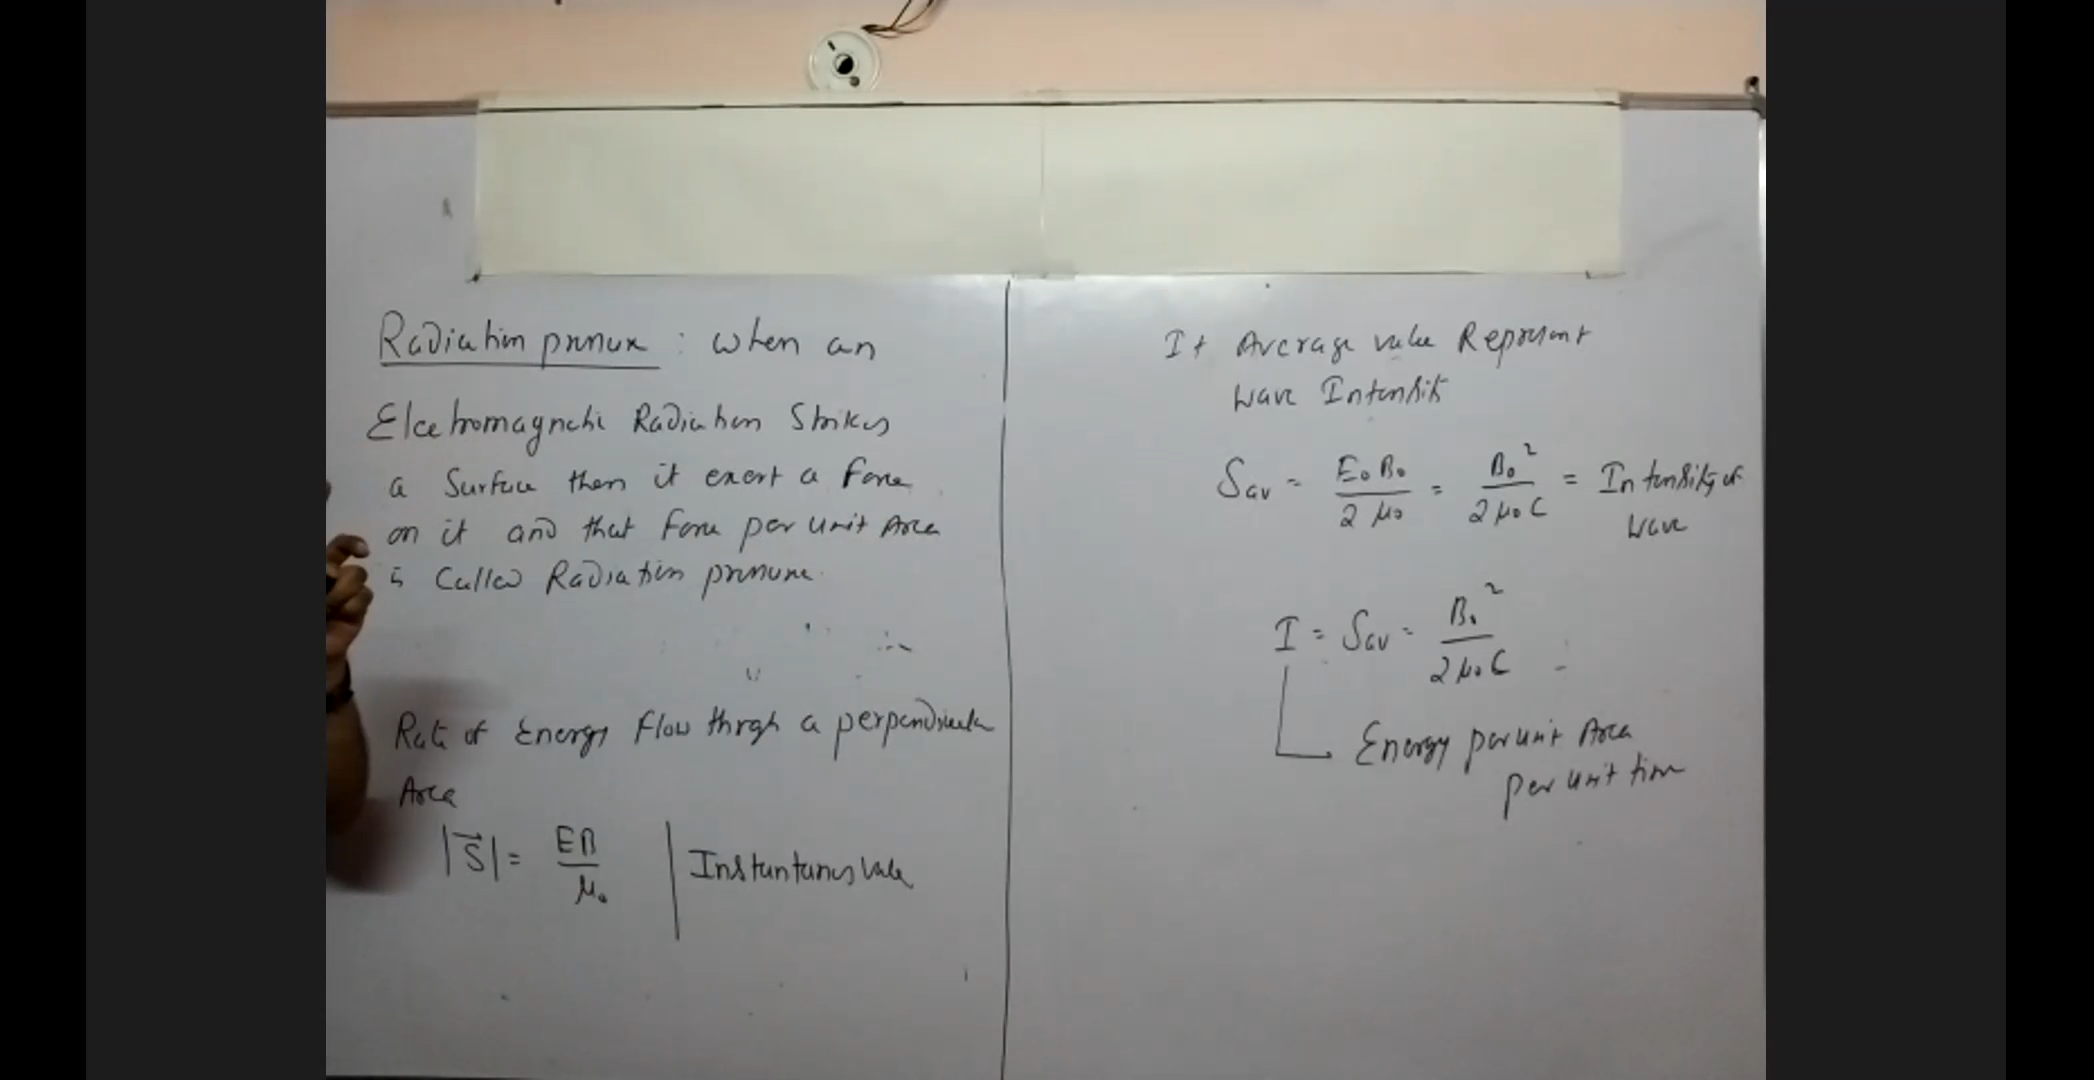 Radiation pressure : when an
Electromagnetic Radiation Strikes
a Surface then it exert a force
on it and that force per unit Area
is Called Radiation pressure.
Rate of Energy flow through a perpendicular
Area
|S⃗| = EB / μ₀ | Instantaneous value
It Average value Represent
wave Intensity
Sav = E₀B₀ / 2μ₀ = B₀² / 2μ₀C = Intensity of
wave
I = Sav = B₀² / 2μ₀C
Energy per unit Area
per unit time